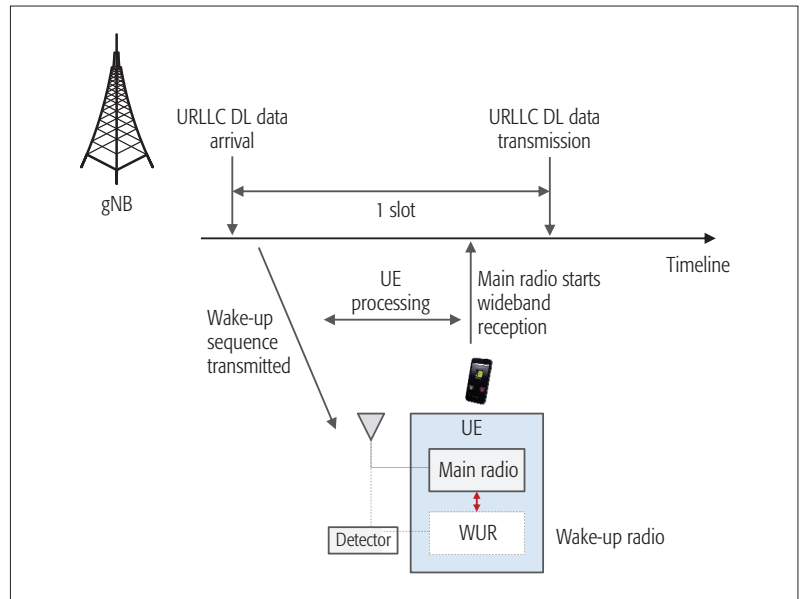 URLLC DL data
arrival
URLLC DL data
transmission
gNB
1 slot
Timeline
UE
processing
Main radio starts
wideband
reception
Wake-up
sequence
transmitted
UE
Main radio
Detector
WUR
Wake-up radio